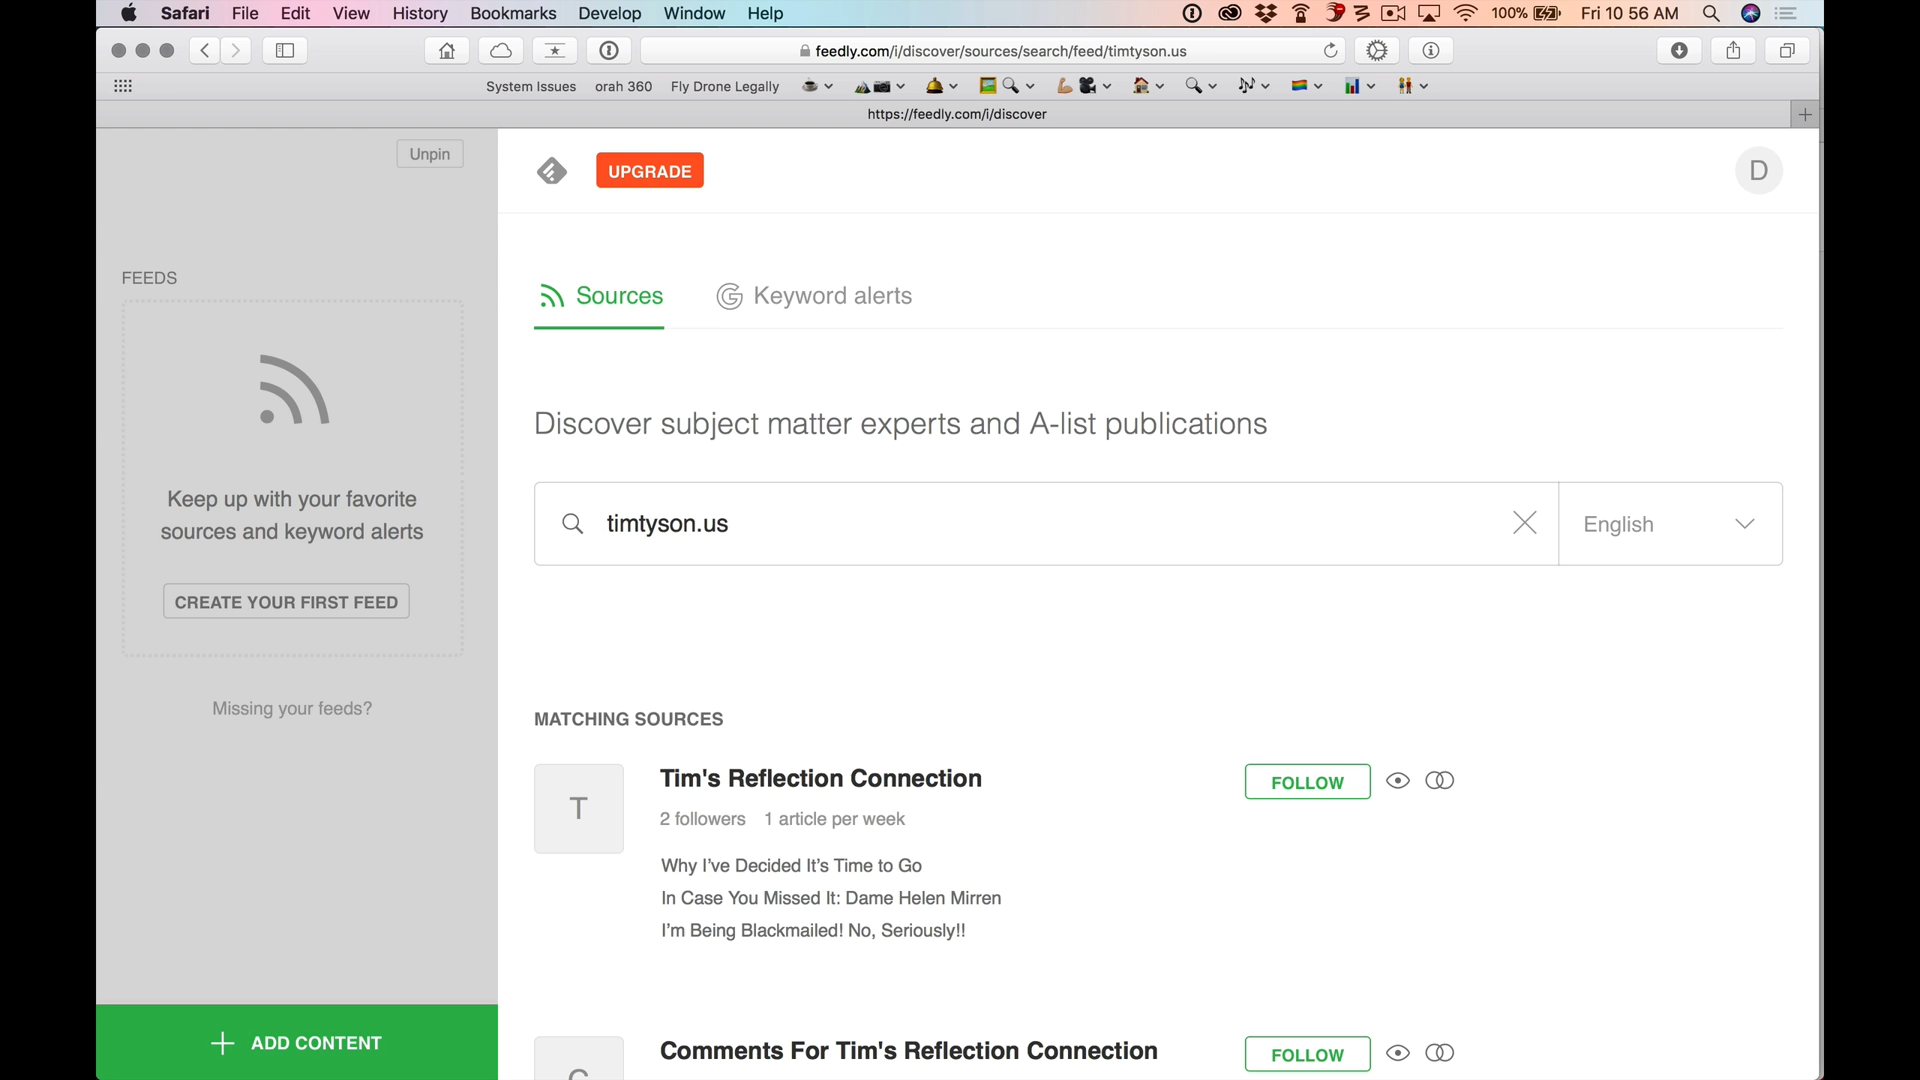 Safari File Edit View History Bookmarks Develop Window Help 100% Fri 10 56 AM
feedly.com/i/discover/sources/search/feed/timtyson.us
System Issues orah 360 Fly Drone Legally
https://feedly.com/i/discover
Unpin
UPGRADE
D
FEEDS
Sources Keyword alerts
Discover subject matter experts and A-list publications
Keep up with your favorite
sources and keyword alerts
CREATE YOUR FIRST FEED
Missing your feeds?
ADD CONTENT
timtyson.us
English
MATCHING SOURCES
T
Tim's Reflection Connection
FOLLOW
2 followers 1 article per week
Why I've Decided It's Time to Go
In Case You Missed It: Dame Helen Mirren
I'm Being Blackmailed! No, Seriously!!
Comments For Tim's Reflection Connection
FOLLOW